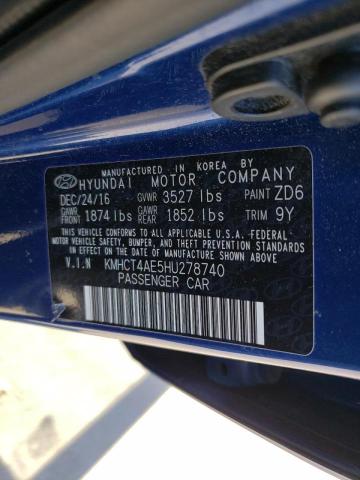 MANUFACTURED IN KOREA BY
HYUNDAI MOTOR COMPANY
DEC/24/16 GVWR 3527 lbs PAINT ZD6
GAWR FRT 1874 lbs GAWR REAR 1852 lbs TRIM 9Y
THIS VEHICLE CONFORMS TO ALL APPLICABLE U.S.A. FEDERAL
MOTOR VEHICLE SAFETY, BUMPER, AND THEFT PREVENTION STANDARDS
IN EFFECT ON THE DATE OF MANUFACTURE SHOWN ABOVE.
V.I.N KMHCT4AE5HU278740
PASSENGER CAR